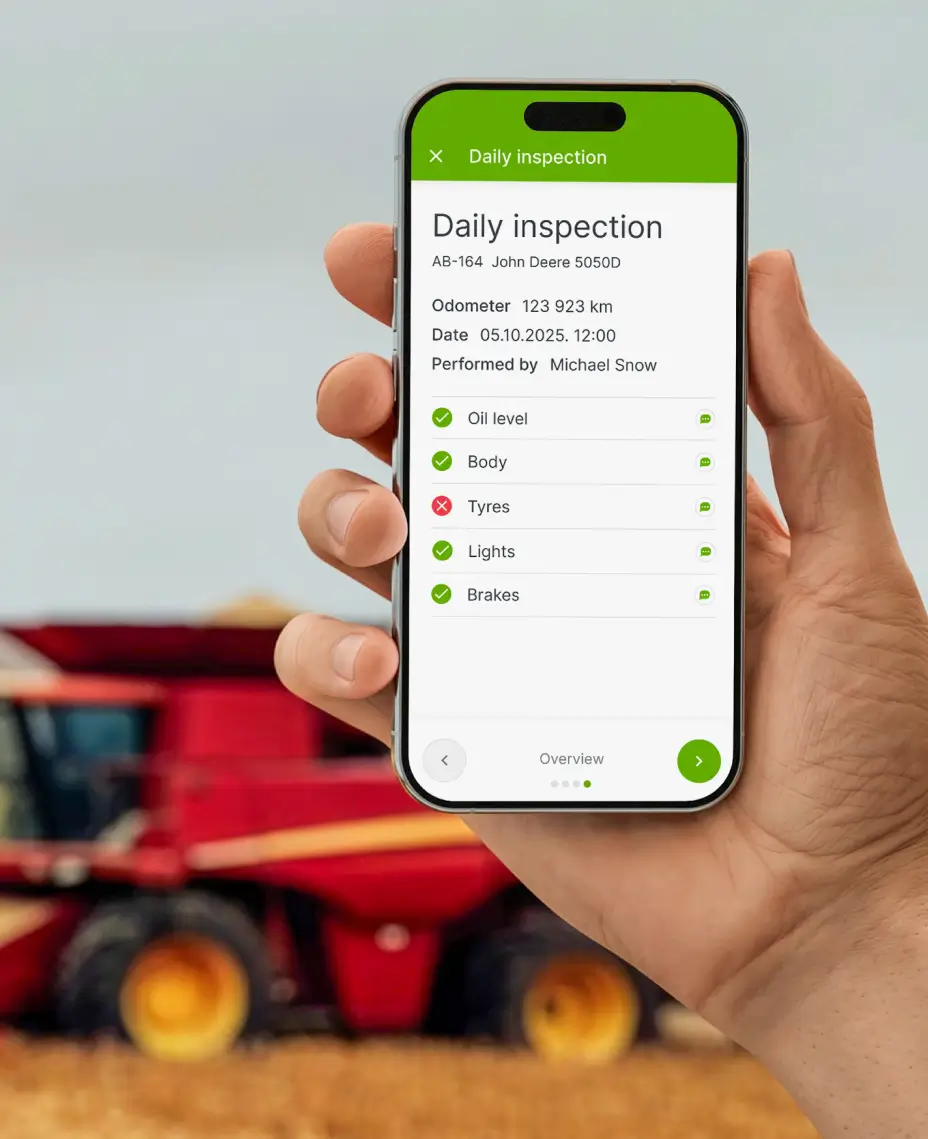 Daily inspection
Daily inspection
AB-164 John Deere 5050D
Odometer 123 923 km
Date 05.10.2025. 12:00
Performed by Michael Snow
Oil level
Body
Tyres
Lights
Brakes
Overview